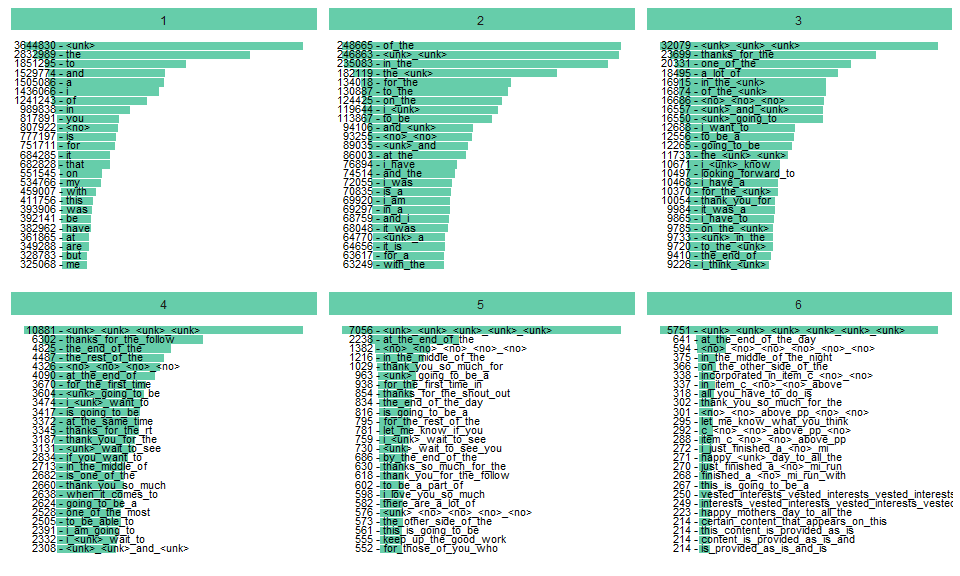 1
3644830 - <unk>
2832989 - the
1851295 - to
1529774 - and
1505086 - a
1436066 - i
1241243 - of
989838 - in
817891 - you
807922 - <no>
777197 - is
751711 - for
684285 - it
682828 - that
551545 - on
534766 - my
459007 - with
411756 - this
393906 - was
392141 - be
382962 - have
361865 - at
349288 - are
328783 - but
325068 - me
2
248665 - of_the
246863 - <unk>_<unk>
235083 - in_the
182119 - the_<unk>
134018 - for_the
130887 - to_the
124425 - on_the
119644 - i_<unk>
113867 - to_be
94106 - and_<unk>
93255 - <no>_<no>
89035 - <unk>_and
86003 - at_the
76894 - i_have
74514 - and_the
72055 - i_was
70835 - is_a
69920 - i_am
69297 - in_a
68759 - and_i
68048 - it_was
64770 - <unk>_a
64656 - it_is
63617 - for_a
63249 - with_the
3
32079 - <unk>_<unk>_<unk>
23699 - thanks_for_the
20331 - one_of_the
18495 - a_lot_of
16915 - in_the_<unk>
16874 - of_the_<unk>
16686 - <no>_<no>_<no>
16557 - <unk>_and_<unk>
16550 - <unk>_going_to
12688 - i_want_to
12556 - to_be_a
12265 - going_to_be
11733 - the_<unk>_<unk>
10671 - i_<unk>_know
10497 - looking_forward_to
10468 - i_have_a
10370 - for_the_<unk>
10054 - thank_you_for
9984 - it_was_a
9865 - i_have_to
9785 - on_the_<unk>
9733 - <unk>_in_the
9720 - to_the_<unk>
9410 - the_end_of
9226 - i_think_<unk>
4
10881 - <unk>_<unk>_<unk>_<unk>
6302 - thanks_for_the_follow
4825 - the_end_of_the
4487 - the_rest_of_the
4326 - <no>_<no>_<no>_<no>
4090 - at_the_end_of
3670 - for_the_first_time
3604 - <unk>_going_to_be
3474 - i_<unk>_want_to
3417 - is_going_to_be
3372 - at_the_same_time
3345 - thanks_for_the_rt
3187 - thank_you_for_the
3131 - <unk>_wait_to_see
2834 - if_you_want_to
2713 - in_the_middle_of
2682 - is_one_of_the
2660 - thank_you_so_much
2638 - when_it_comes_to
2624 - going_to_be_a
2528 - one_of_the_most
2505 - to_be_able_to
2391 - i_am_going_to
2332 - i_<unk>_wait_to
2308 - <unk>_<unk>_and_<unk>
5
7056 - <unk>_<unk>_<unk>_<unk>_<unk>
2238 - at_the_end_of_the
1382 - <no>_<no>_<no>_<no>_<no>
1216 - in_the_middle_of_the
1029 - thank_you_so_much_for
963 - <unk>_going_to_be_a
938 - for_the_first_time_in
854 - thanks_for_the_shout_out
834 - the_end_of_the_day
816 - is_going_to_be_a
795 - for_the_rest_of_the
781 - let_me_know_if_you
759 - i_<unk>_wait_to_see
730 - <unk>_wait_to_see_you
686 - by_the_end_of_the
630 - thanks_so_much_for_the
618 - thank_you_for_the_follow
602 - to_be_a_part_of
598 - i_love_you_so_much
582 - there_are_a_lot_of
576 - <unk>_<no>_<no>_<no>_<no>
573 - the_other_side_of_the
561 - this_is_going_to_be
555 - keep_up_the_good_work
552 - for_those_of_you_who
6
5751 - <unk>_<unk>_<unk>_<unk>_<unk>_<unk>
641 - at_the_end_of_the_day
594 - <no>_<no>_<no>_<no>_<no>_<no>
375 - in_the_middle_of_the_night
366 - on_the_other_side_of_the
338 - incorporated_in_item_c_<no>_<no>
337 - in_item_c_<no>_<no>_above
318 - all_you_have_to_do_is
302 - thank_you_so_much_for_the
301 - <no>_<no>_above_pp_<no>_<no>
295 - let_me_know_what_you_think
292 - c_<no>_<no>_above_pp_<no>
288 - item_c_<no>_<no>_above_pp
272 - i_just_finished_a_<no>_mi
271 - happy_<unk>_day_to_all_the
270 - just_finished_a_<no>_mi_run
268 - finished_a_<no>_mi_run_with
267 - this_is_going_to_be_a
250 - vested_interests_vested_interests_vested_interests
249 - interests_vested_interests_vested_interests_vested
223 - happy_mothers_day_to_all_the
214 - certain_content_that_appears_on_this
214 - this_content_is_provided_as_is
214 - content_is_provided_as_is_and
214 - is_provided_as_is_and_is